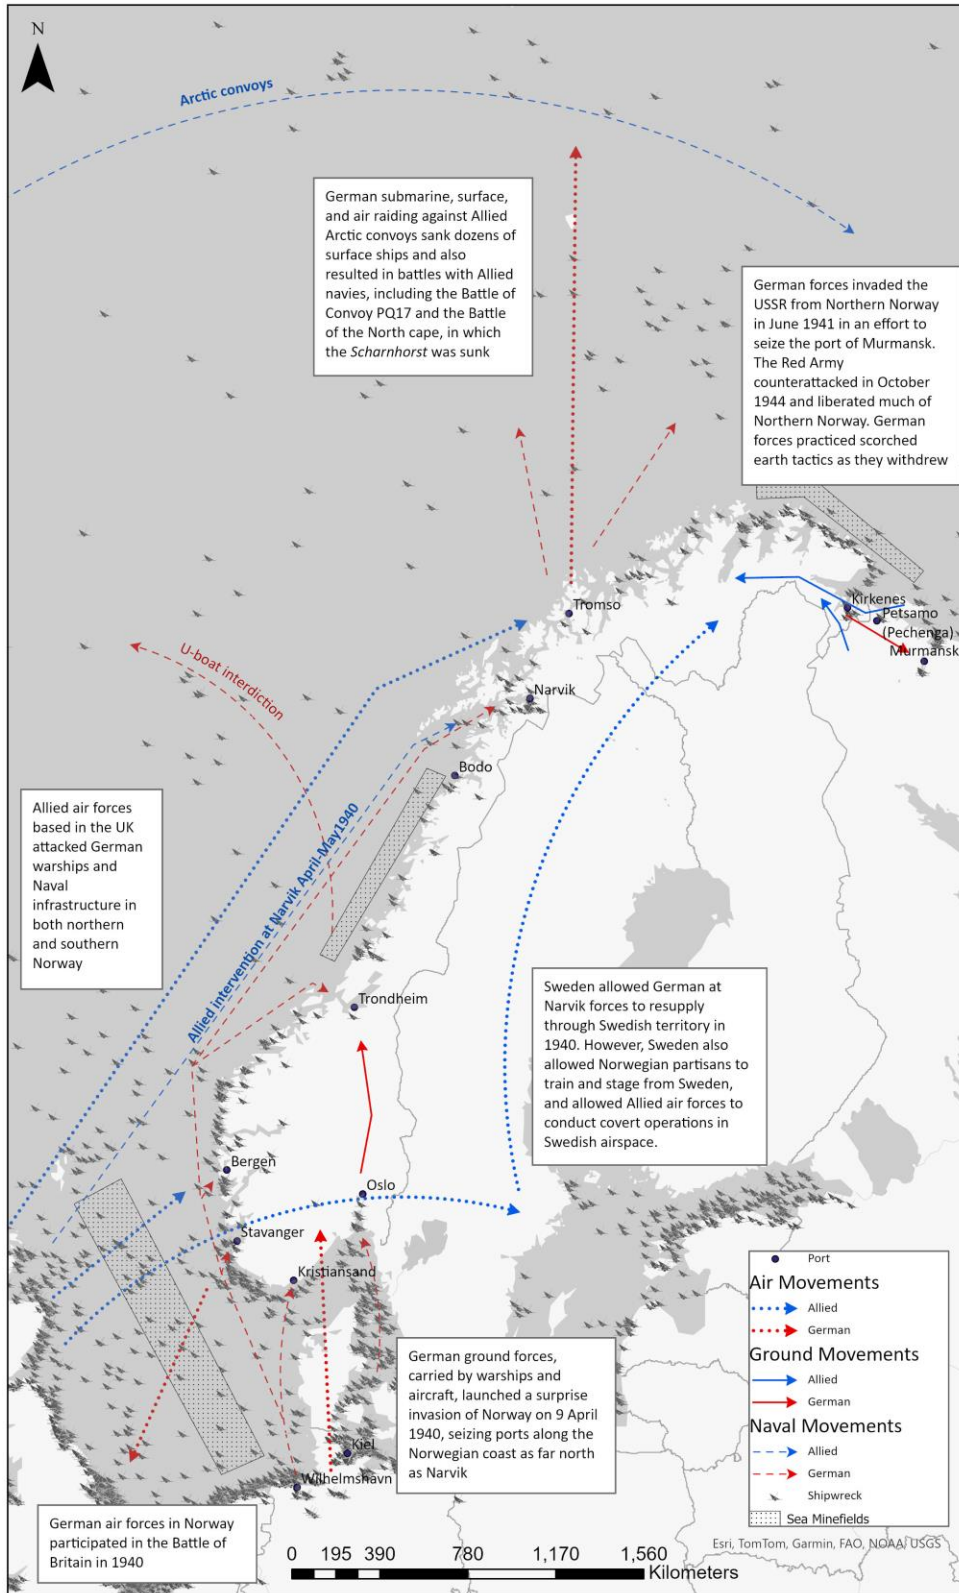 N
Arctic convoys
German submarine, surface,
and air raiding against Allied
Arctic convoys sank dozens of
surface ships and also
resulted in battles with Allied
navies, including the Battle of
Convoy PQ17 and the Battle
of the North cape, in which
the Scharnhorst was sunk
German forces invaded the
USSR from Northern Norway
in June 1941 in an effort to
seize the port of Murmansk.
The Red Army
counterattacked in October
1944 and liberated much of
Northern Norway. German
forces practiced scorched
earth tactics as they withdrew
Kirkenes
Tromso
Petsamo
(Pechenga)
Murmansk
U-boat interdiction
Narvik
Bodo
Allied air forces
based in the UK
attacked German
warships and
Naval
infrastructure in
both northern
and southern
Norway
Allied intervention at Narvik April-May1940
Trondheim
Sweden allowed German at
Narvik forces to resupply
through Swedish territory in
1940. However, Sweden also
allowed Norwegian partisans to
train and stage from Sweden,
and allowed Allied air forces to
conduct covert operations in
Swedish airspace.
Bergen
Oslo
Stavanger
Kristiansand
German ground forces,
carried by warships and
aircraft, launched a surprise
invasion of Norway on 9 April
1940, seizing ports along the
Norwegian coast as far north
as Narvik
Kiel
Wilhelmshavn
German air forces in Norway
participated in the Battle of
Britain in 1940
Port
Air Movements
Allied
German
Ground Movements
Allied
German
Naval Movements
Allied
German
Shipwreck
Sea Minefields
Esri, TomTom, Garmin, FAO, NOAA, USGS
0 195 390 780 1,170 1,560
Kilometers